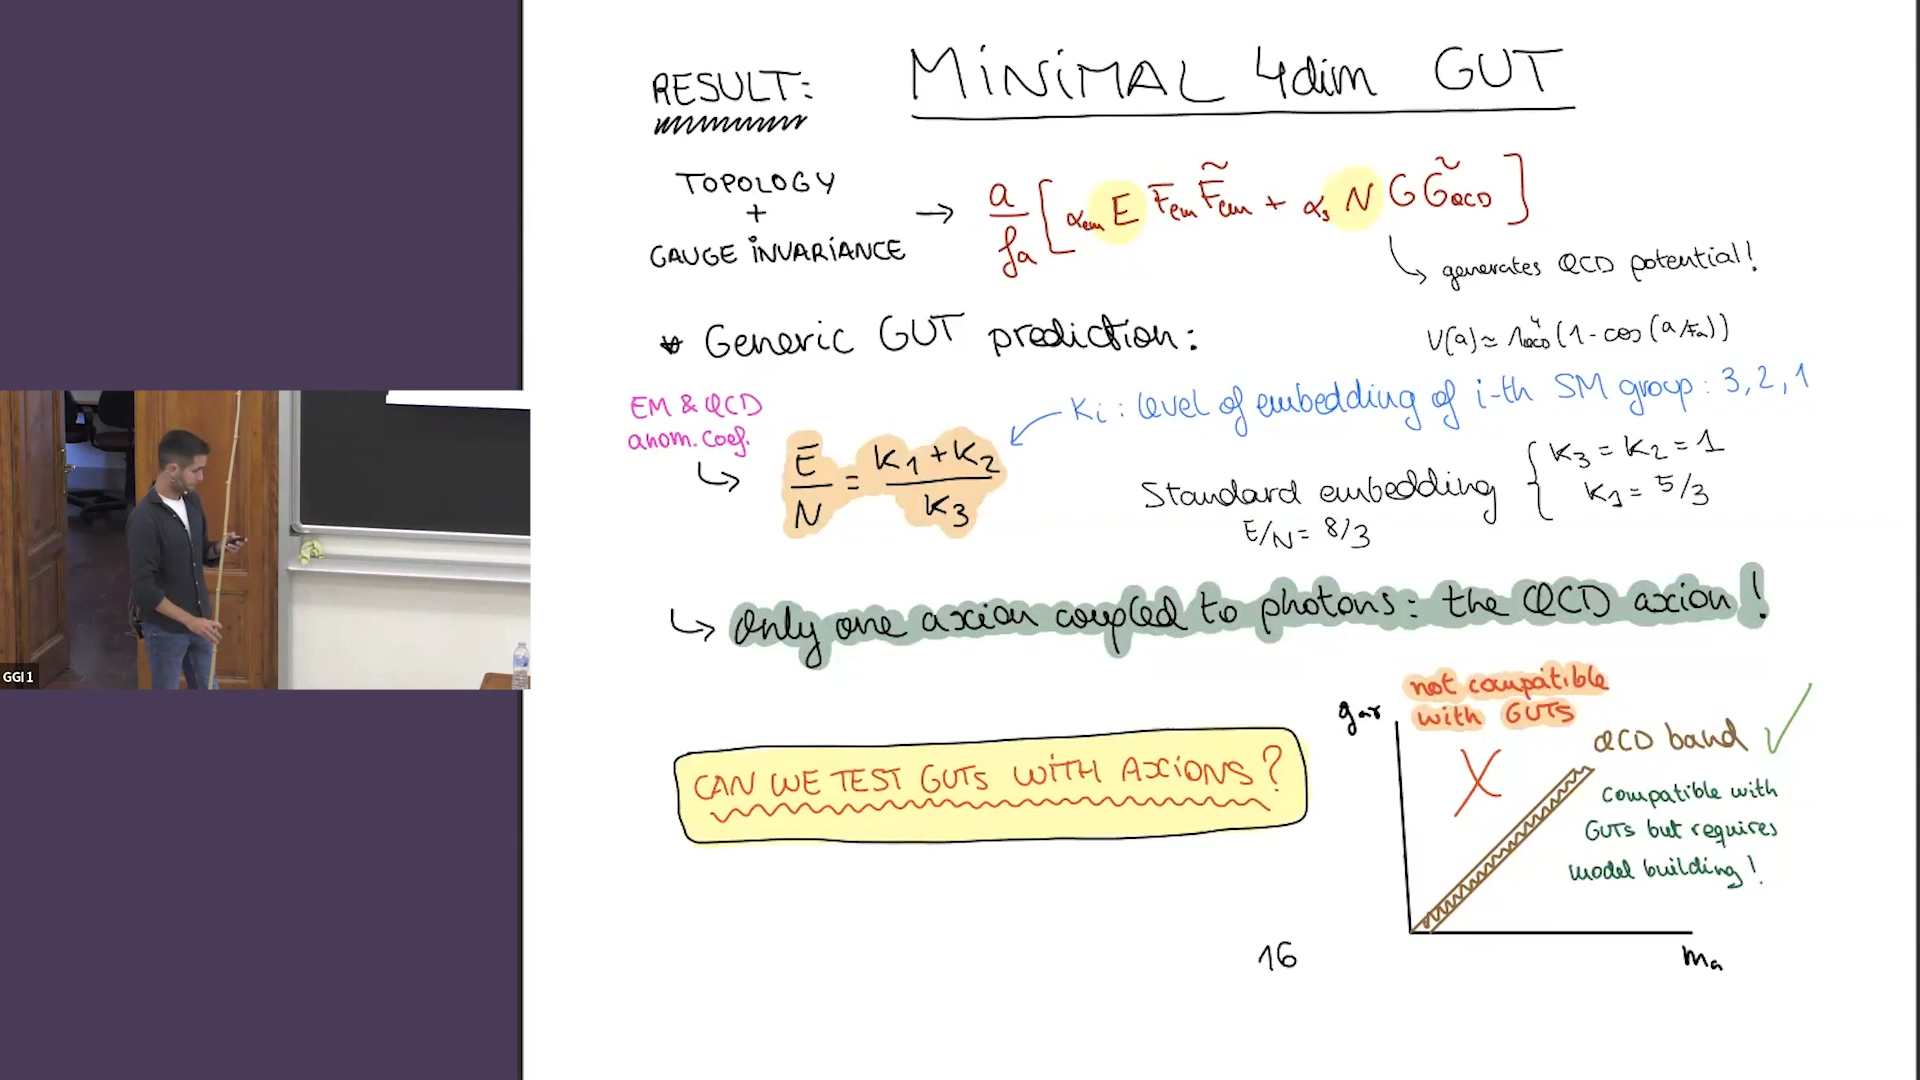 RESULT: MINIMAL 4dim GUT
TOPOLOGY
+
GAUGE INVARIANCE
→ a/fa [αem E Fem F̃em + αs N G G̃QCD]
generates QCD potential!
V(a) ≃ Λ⁴QCD (1 - cos(a/Fa))
* Generic GUT prediction:
EM & QCD
anom. coef.
E/N = K1 + K2 / K3
Ki : level of embedding of i-th SM group : 3, 2, 1
Standard embedding { K3 = K2 = 1
K1 = 5/3
E/N = 8/3
↳ Only one axion coupled to photons: the QCD axion!
CAN WE TEST GUTs WITH AXIONS?
not compatible
with GUTs
gaγ
QCD band ✓
X
Compatible with
GUTs but requires
model building!
ma
16
GGI 1